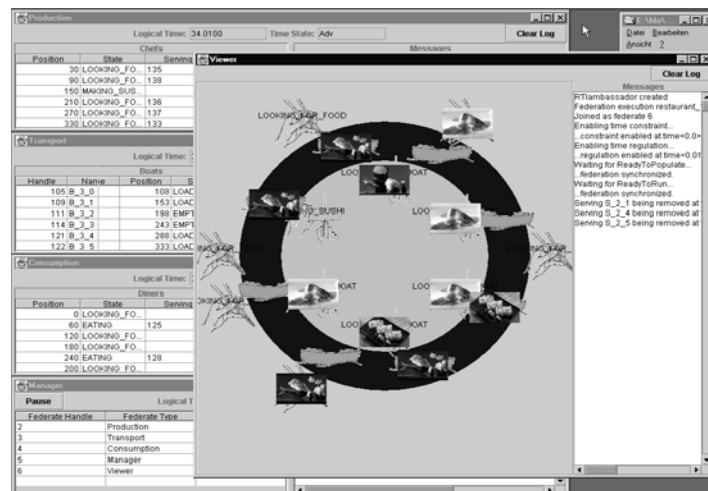 Production
Logical Time: 34.0100 Time State: Adv Clear Log
Chefs Messages
Position State Serving
30 LOOKING_FO... 135
90 LOOKING_FO... 138
150 MAKING_SUS...
210 LOOKING_FO... 136
270 LOOKING_FO... 137
330 LOOKING_FO... 133
Transport
Logical Time:
Boats
Handle Name Position S
105 B_3_0 108 LOAD
109 B_3_1 153 LOAD
111 B_3_2 198 EMPT
114 B_3_3 243 EMPT
121 B_3_4 288 LOAD
122 B_3_5 333 LOAD
Consumption
Logical Time:
Diners
Position State Serving
0 LOOKING_FO...
60 EATING 125
120 LOOKING_FO...
180 LOOKING_FO...
240 EATING 128
Manager
Pause Logical T
Federate Handle Federate Type
2 Production
3 Transport
4 Consumption
5 Manager
6 Viewer
Datei Bearbeiten
Ansicht ?
Viewer
Clear Log
Messages
RTIambassador created
Federation execution restaurant_
Joined as federate 6
Enabling time constraint...
...constraint enabled at time<0.0>
Enabling time regulation...
...regulation enabled at time<0.01
Waiting for ReadyToPopulate...
...federation synchronized.
Waiting for ReadyToRun...
...federation synchronized.
Serving S_2_1 being removed at
Serving S_2_4 being removed at
Serving S_2_5 being removed at
LOOKING_FOR_FOOD